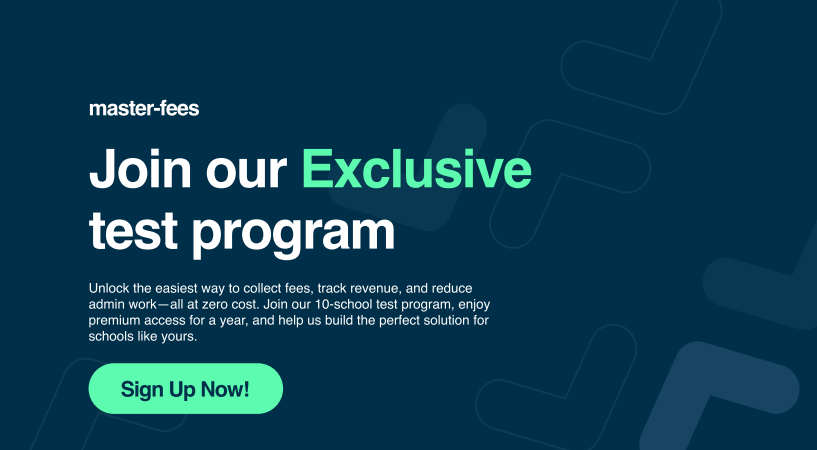 master-fees
Join our Exclusive
test program
Unlock the easiest way to collect fees, track revenue, and reduce
admin work—all at zero cost. Join our 10-school test program, enjoy
premium access for a year, and help us build the perfect solution for
schools like yours.
Sign Up Now!